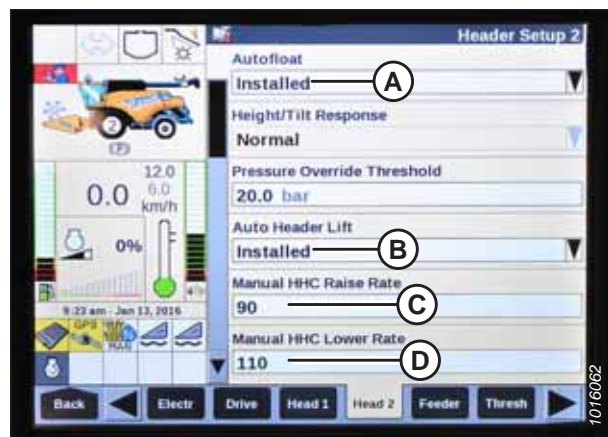 Header Setup 2
Autofloat
Installed
A
Height/Tilt Response
Normal
Pressure Override Threshold
20.0 bar
Auto Header Lift
Installed
B
Manual HHC Raise Rate
90
C
Manual HHC Lower Rate
110
D
2
(P)
0.0
12.0
6.0
km/h
0%
9:23 am - Jan 13, 2016
GPS
Back
Electr
Drive
Head 1
Head 2
Feeder
Thresh
1016062